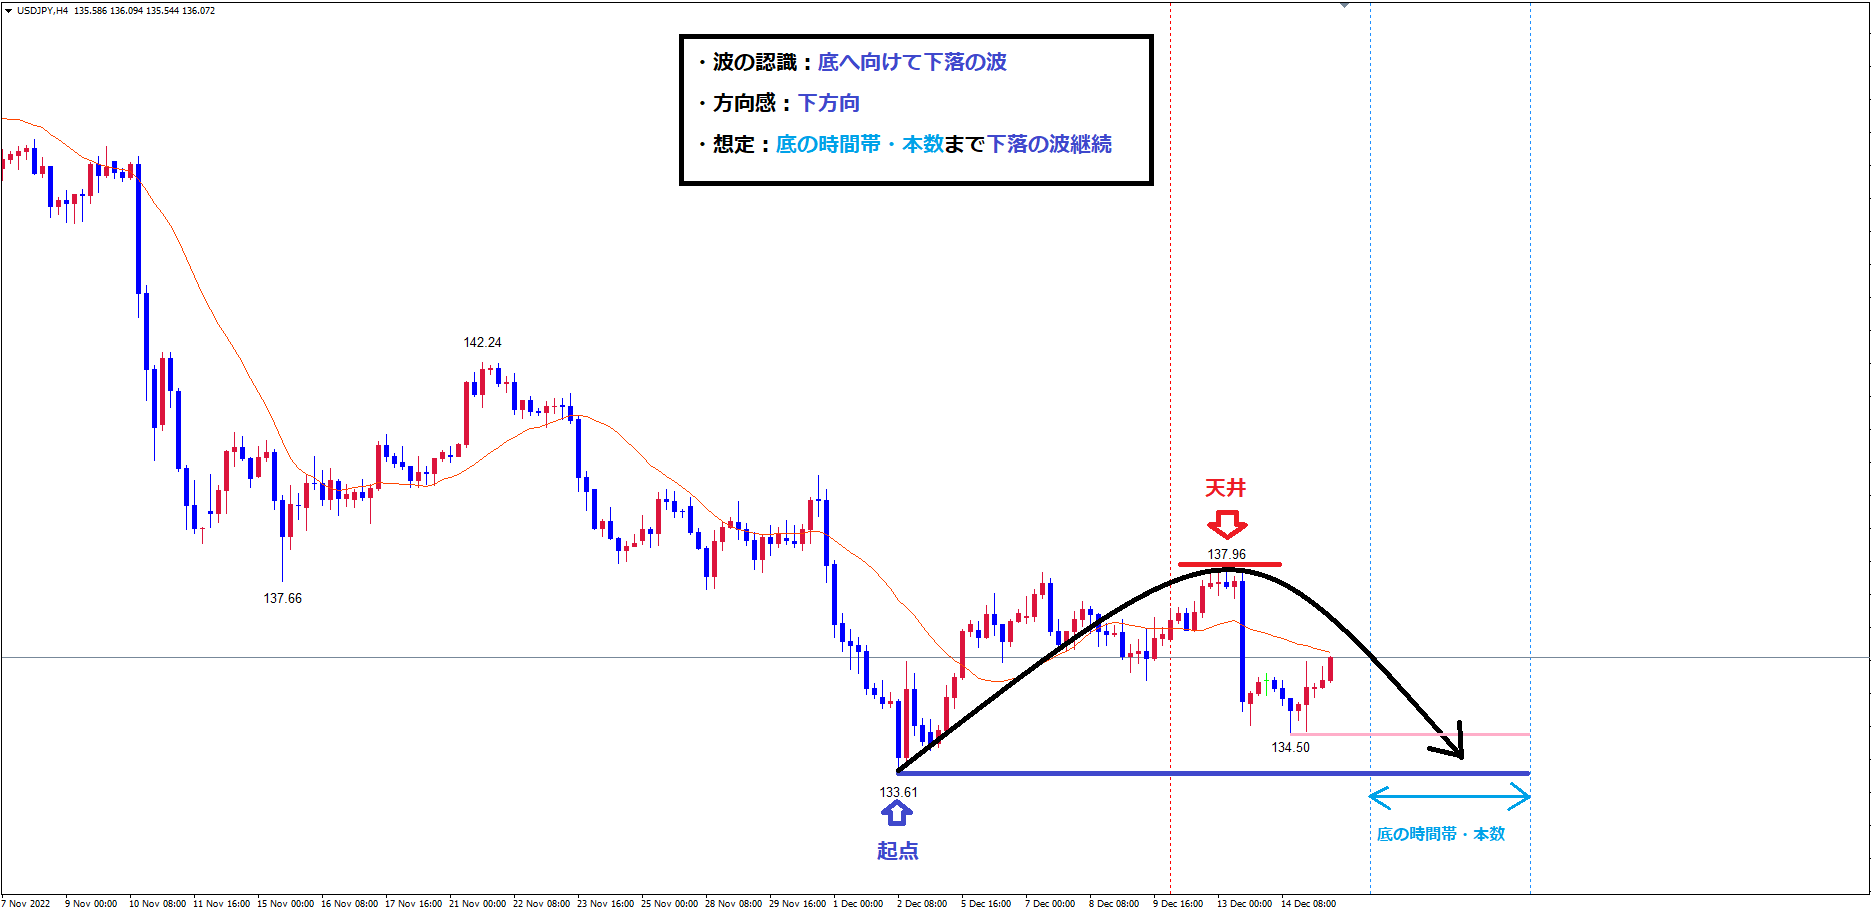 USDJPY,H4 135.586 136.094 135.544 136.072
・波の認識：底へ向けて下落の波
・方向感：下方向
・想定：底の時間帯・本数まで下落の波継続
142.24
天井
137.96
137.66
134.50
133.61
底の時間帯・本数
起点
7 Nov 2022 9 Nov 00:00 10 Nov 08:00 11 Nov 16:00 15 Nov 00:00 16 Nov 08:00 17 Nov 16:00 21 Nov 00:00 22 Nov 08:00 23 Nov 16:00 25 Nov 00:00 28 Nov 08:00 29 Nov 16:00 1 Dec 00:00 2 Dec 08:00 5 Dec 16:00 7 Dec 00:00 8 Dec 08:00 9 Dec 16:00 13 Dec 00:00 14 Dec 08:00